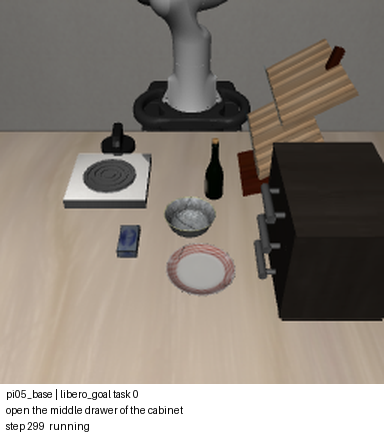 pi05_base | libero_goal task 0
open the middle drawer of the cabinet
step 299 running